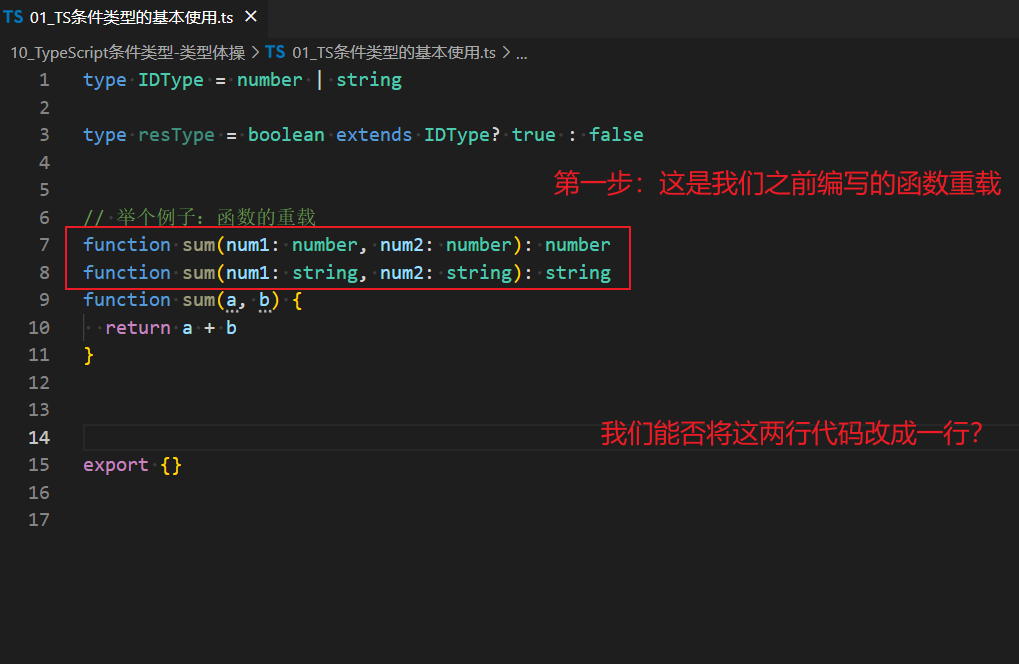 TS 01_TS条件类型的基本使用.ts ✕
10_TypeScript条件类型-类型体操 > TS 01_TS条件类型的基本使用.ts > ...
1 type IDType = number | string
2
3 type resType = boolean extends IDType? true : false
4
第一步：这是我们之前编写的函数重载
5
6 // 举个例子：函数的重载
7 function sum(num1: number, num2: number): number
8 function sum(num1: string, num2: string): string
9 function sum(a, b) {
10 return a + b
11 }
12
13
14
我们能否将这两行代码改成一行？
15 export {}
16
17